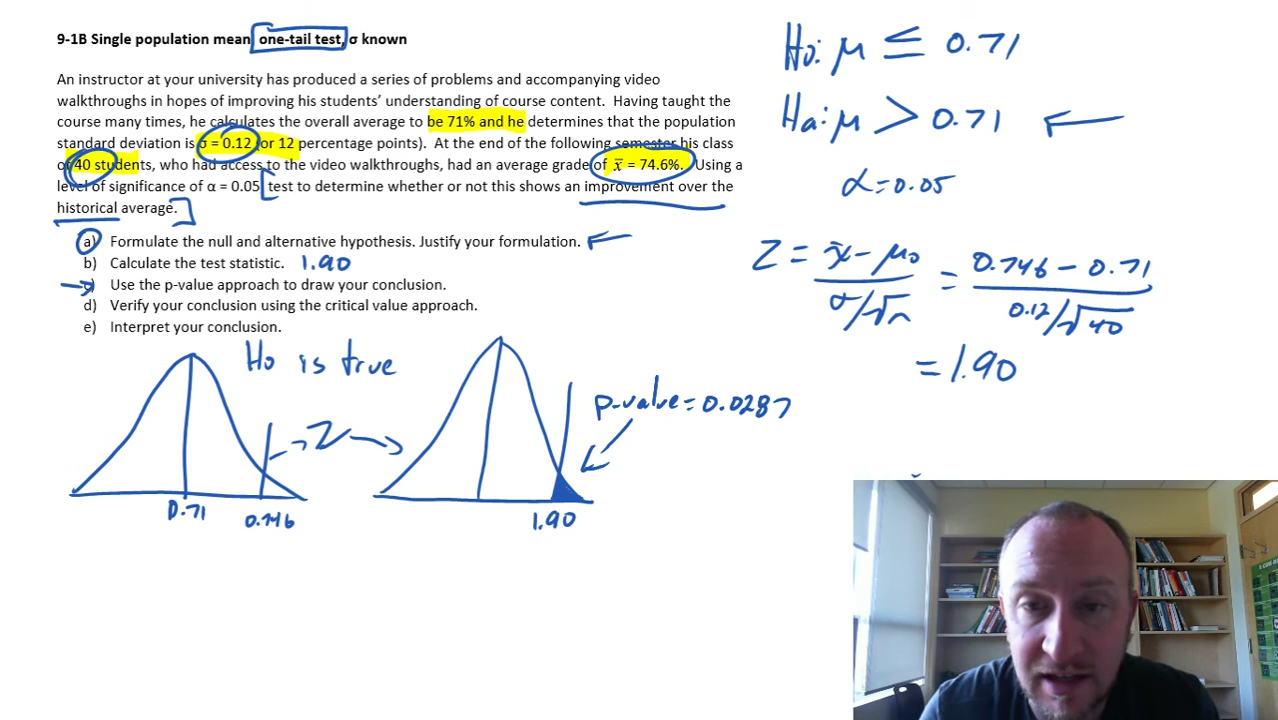 9-1B Single population mean one-tail test, σ known
An instructor at your university has produced a series of problems and accompanying video
walkthroughs in hopes of improving his students’ understanding of course content. Having taught the
course many times, he calculates the overall average to be 71% and he determines that the population
standard deviation is σ = 0.12 (or 12 percentage points). At the end of the following semester his class
of 40 students, who had access to the video walkthroughs, had an average grade of x̄ = 74.6%. Using a
level of significance of α = 0.05 test to determine whether or not this shows an improvement over the
historical average.
a) Formulate the null and alternative hypothesis. Justify your formulation.
b) Calculate the test statistic. 1.90
c) Use the p-value approach to draw your conclusion.
d) Verify your conclusion using the critical value approach.
e) Interpret your conclusion.
Ho: μ ≤ 0.71
Ha: μ > 0.71
α=0.05
Z = x̄ - μ0 / σ/√n = 0.746 - 0.71 / 0.12/√40
= 1.90
Ho is true
Z
p-value = 0.0287
0.71
0.746
1.90